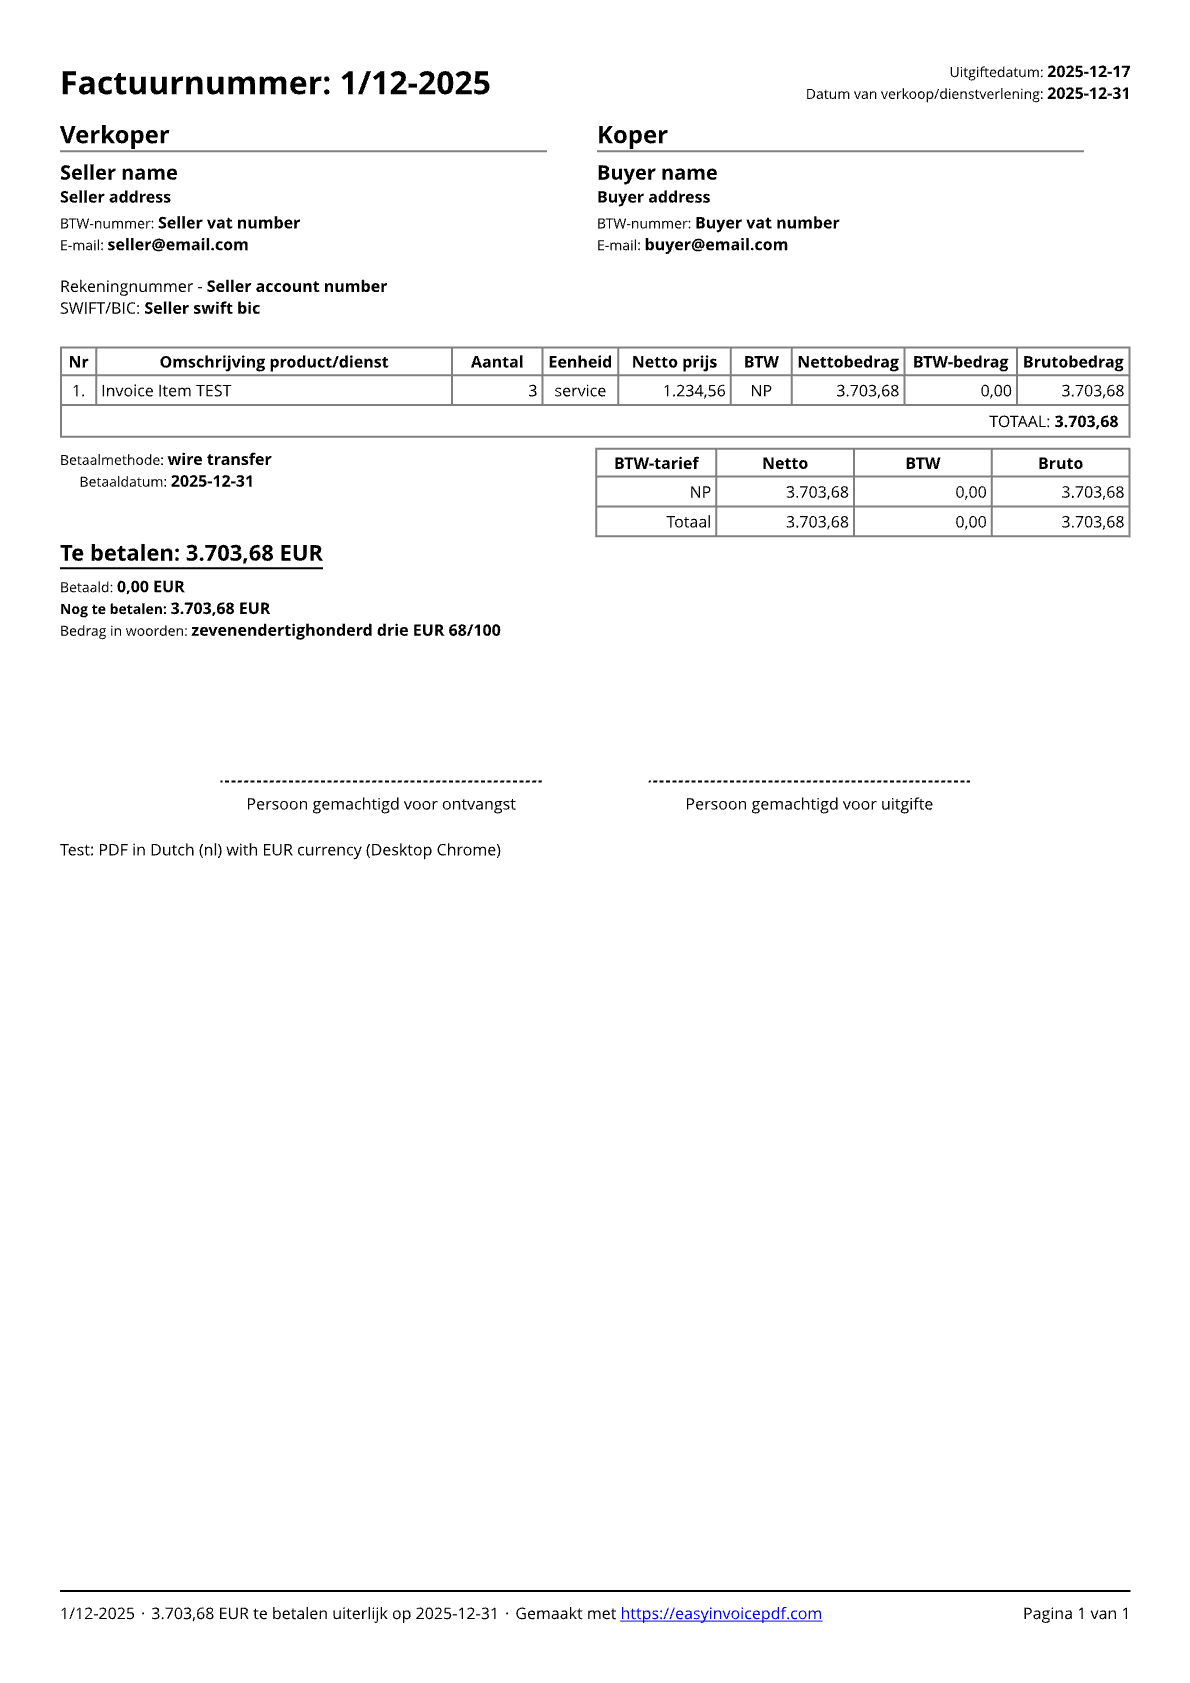 Factuurnummer: 1/12-2025
Uitgiftedatum: 2025-12-17
Datum van verkoop/dienstverlening: 2025-12-31
Verkoper
Seller name
Seller address
BTW-nummer: Seller vat number
E-mail: seller@email.com
Rekeningnummer - Seller account number
SWIFT/BIC: Seller swift bic
Koper
Buyer name
Buyer address
BTW-nummer: Buyer vat number
E-mail: buyer@email.com
Nr Omschrijving product/dienst Aantal Eenheid Netto prijs BTW Nettobedrag BTW-bedrag Brutobedrag
1. Invoice Item TEST 3 service 1.234,56 NP 3.703,68 0,00 3.703,68
TOTAAL: 3.703,68
Betaalmethode: wire transfer
Betaaldatum: 2025-12-31
BTW-tarief Netto BTW Bruto
NP 3.703,68 0,00 3.703,68
Totaal 3.703,68 0,00 3.703,68
Te betalen: 3.703,68 EUR
Betaald: 0,00 EUR
Nog te betalen: 3.703,68 EUR
Bedrag in woorden: zevenendertighonderd drie EUR 68/100
Persoon gemachtigd voor ontvangst
Persoon gemachtigd voor uitgifte
Test: PDF in Dutch (nl) with EUR currency (Desktop Chrome)
1/12-2025 · 3.703,68 EUR te betalen uiterlijk op 2025-12-31 · Gemaakt met https://easyinvoicepdf.com
Pagina 1 van 1